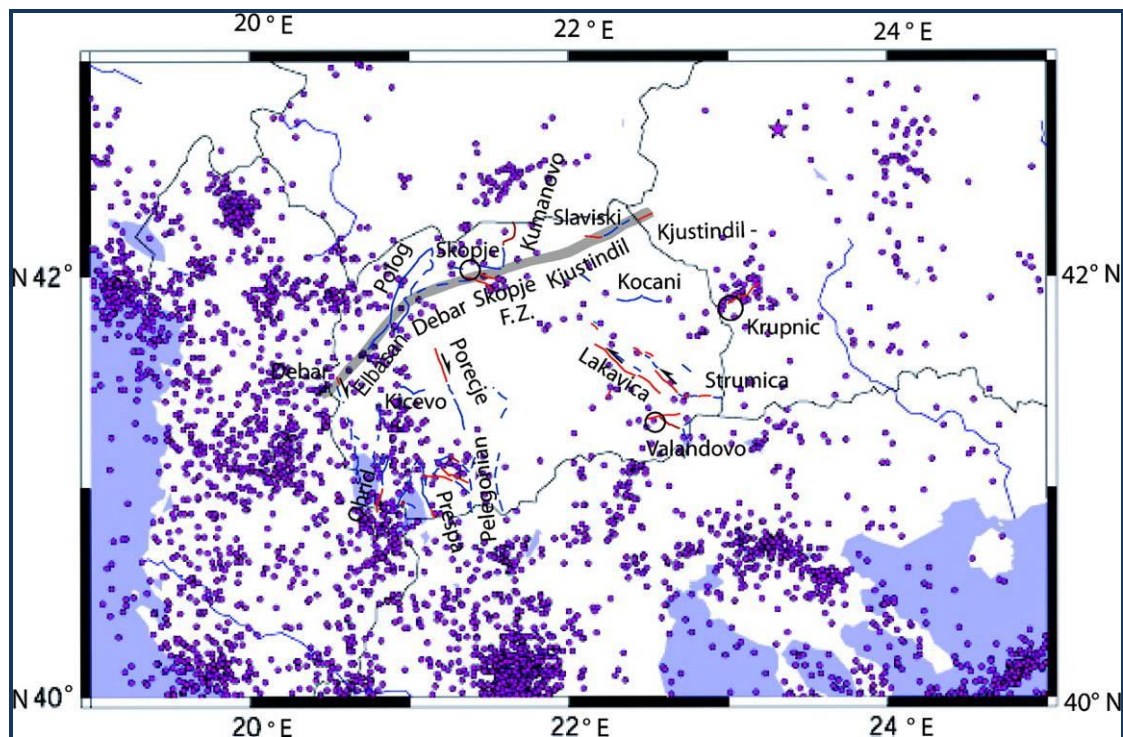 20° E
22° E
24° E
Kumanovo
Slaviski
Kjustindil -
Skopje
Polog
N 42°
42° N
Kjustindil
Kocani
Skopje
Debar
F. Z.
Krupnic
Elbasan
Debar
Porecje
Lakavica
Strumica
Kicevo
Valandovo
Ohrid
Prespa
Pelegonian
N 40°
40° N
20° E
22° E
24° E